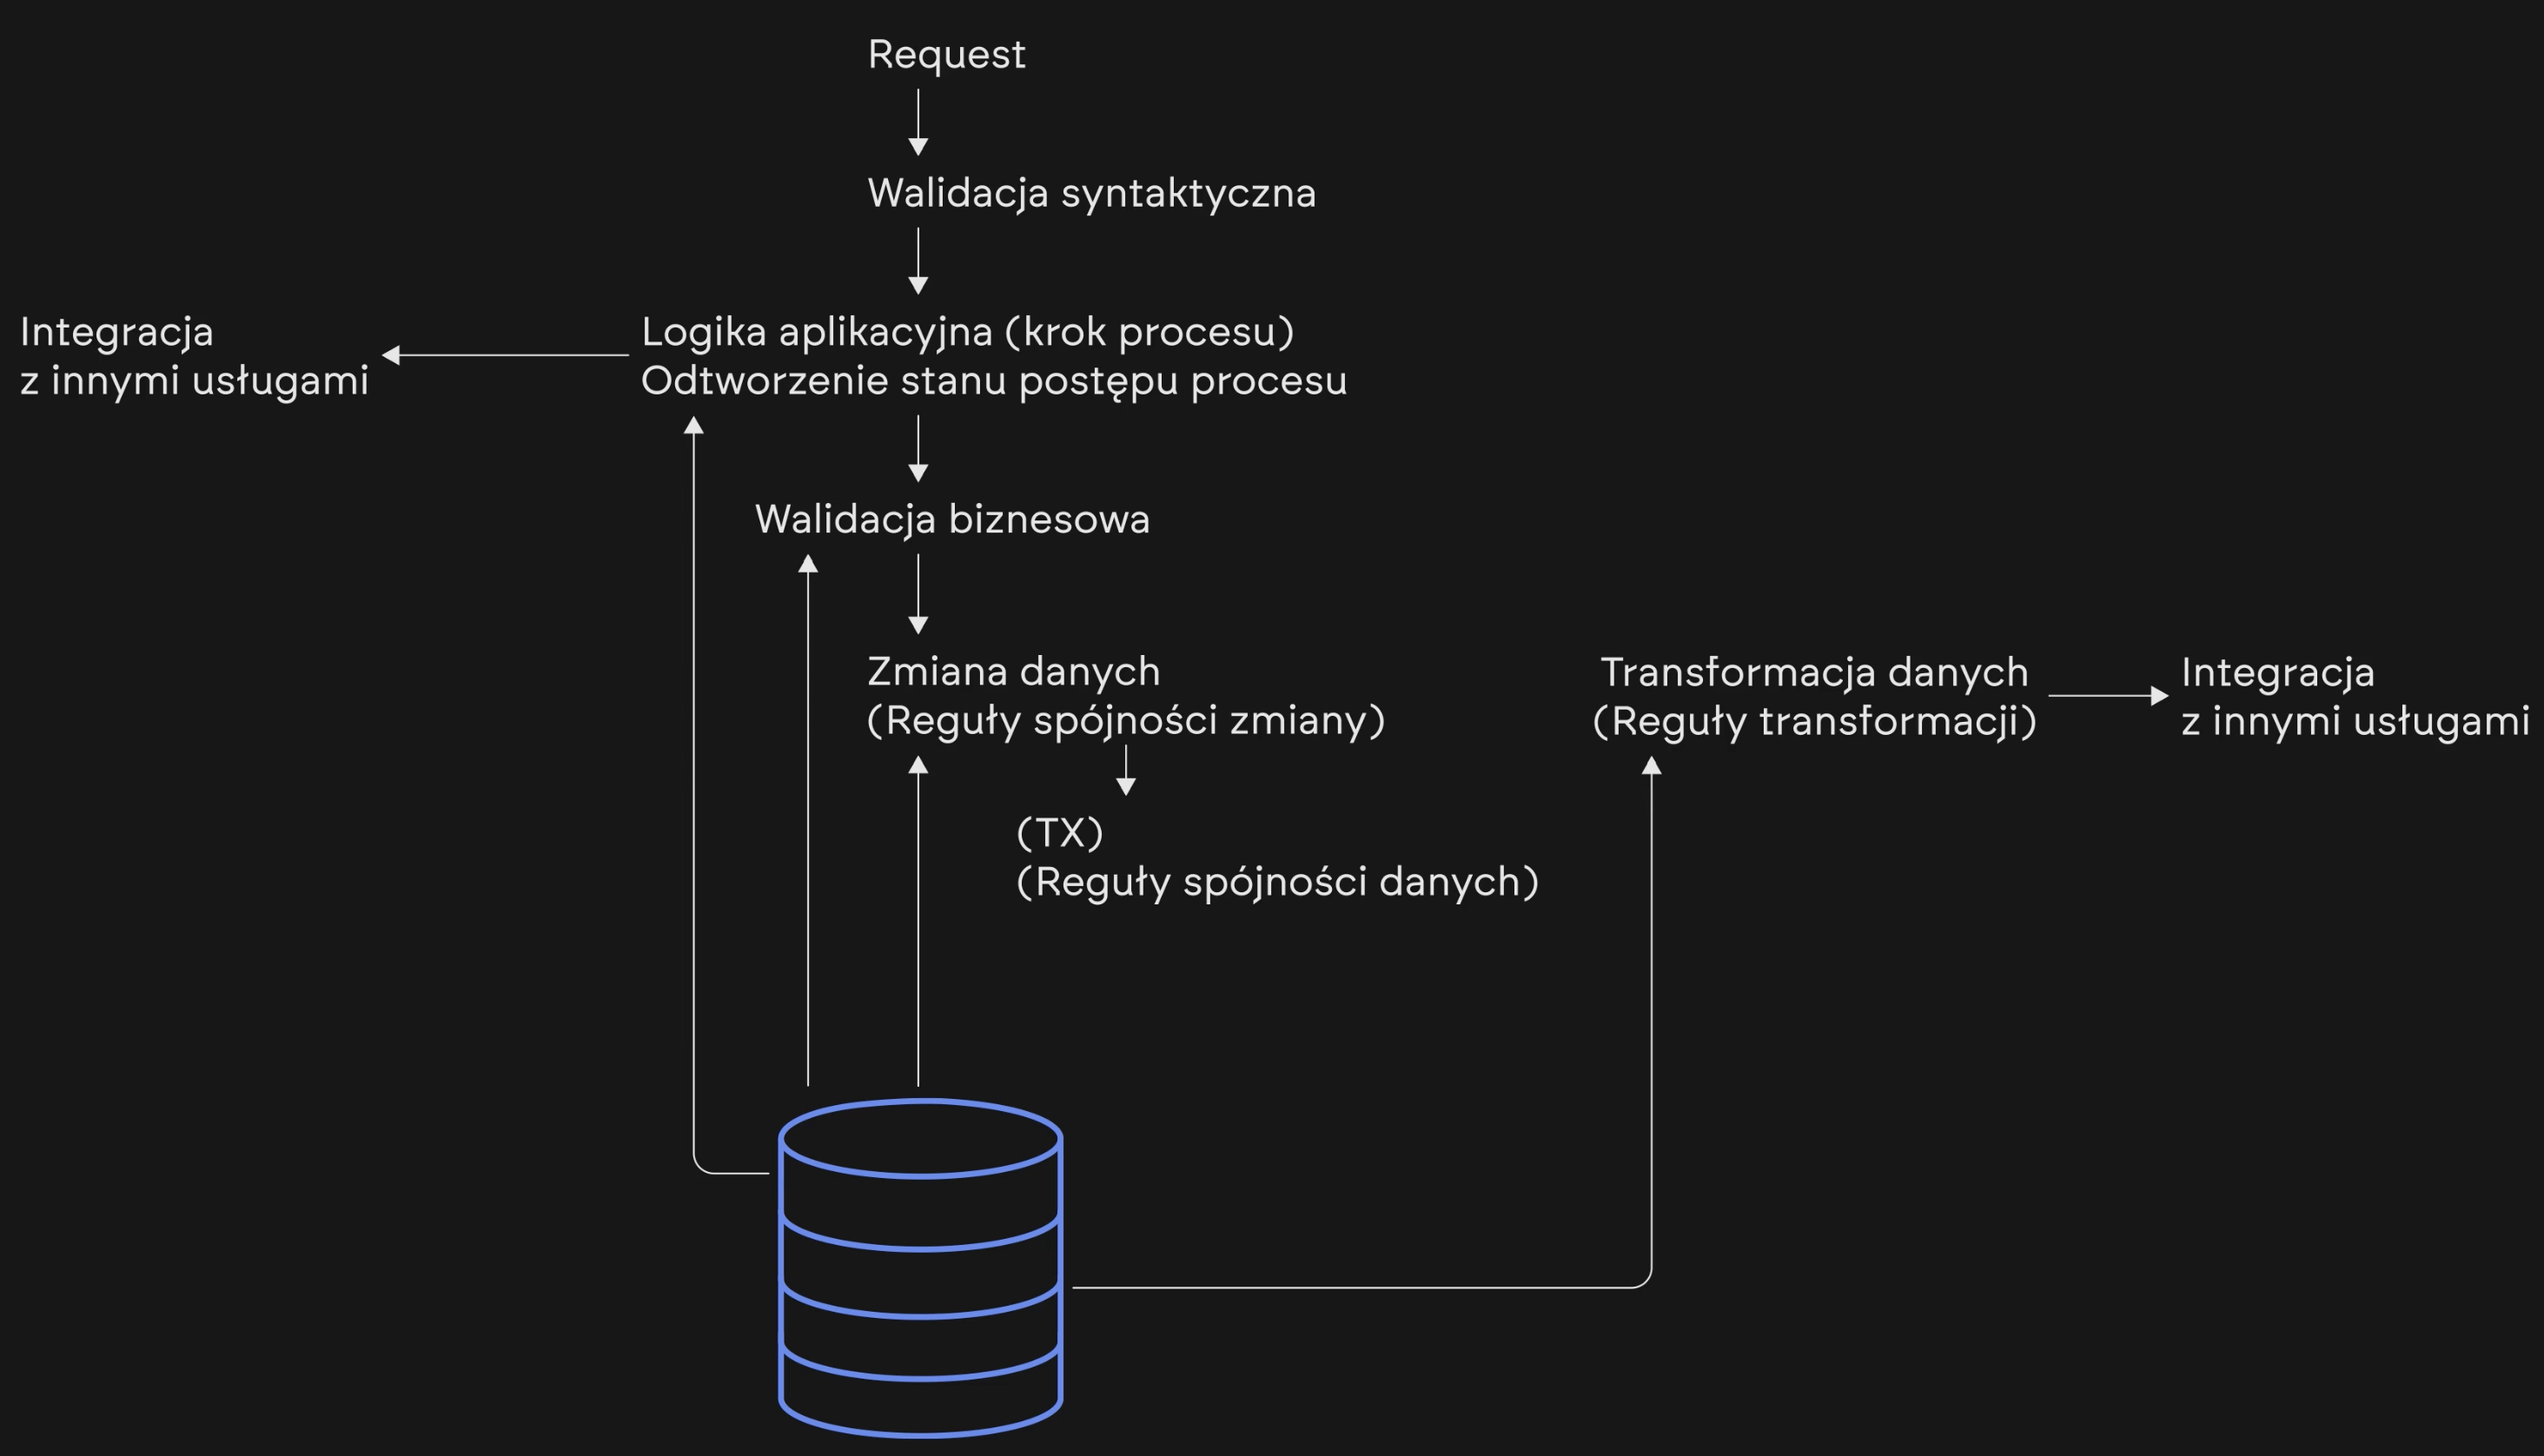 Request
Walidacja syntaktyczna
Integracja
z innymi usługami
Logika aplikacyjna (krok procesu)
Odtworzenie stanu postępu procesu
Walidacja biznesowa
Zmiana danych
(Reguły spójności zmiany)
Transformacja danych
(Reguły transformacji)
Integracja
z innymi usługami
(TX)
(Reguły spójności danych)